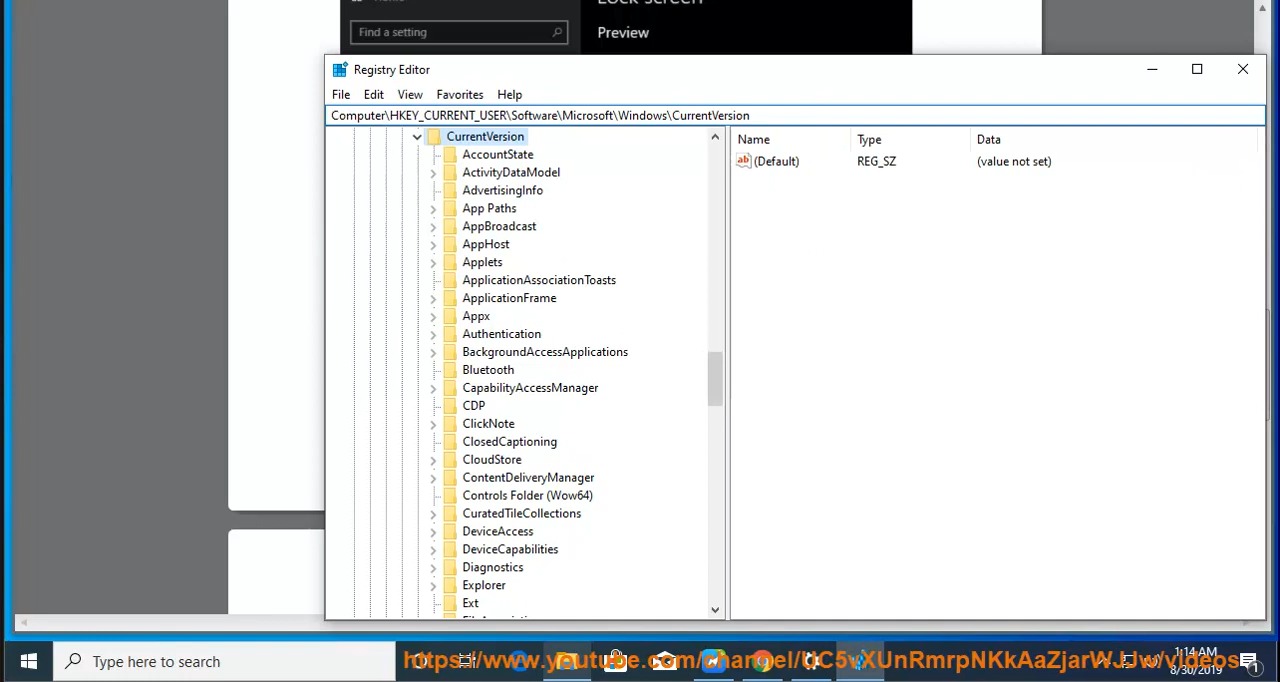 Lock screen
Find a setting
Preview
Registry Editor
File Edit View Favorites Help
Computer\HKEY_CURRENT_USER\Software\Microsoft\Windows\CurrentVersion
CurrentVersion
Name Type Data
AccountState
(Default) REG_SZ (value not set)
ActivityDataModel
AdvertisingInfo
App Paths
AppBroadcast
AppHost
Applets
ApplicationAssociationToasts
ApplicationFrame
Appx
Authentication
BackgroundAccessApplications
Bluetooth
CapabilityAccessManager
CDP
ClickNote
ClosedCaptioning
CloudStore
ContentDeliveryManager
Controls Folder (Wow64)
CuratedTileCollections
DeviceAccess
DeviceCapabilities
Diagnostics
Explorer
Ext
Type here to search
1:14 AM
8/30/2019
1